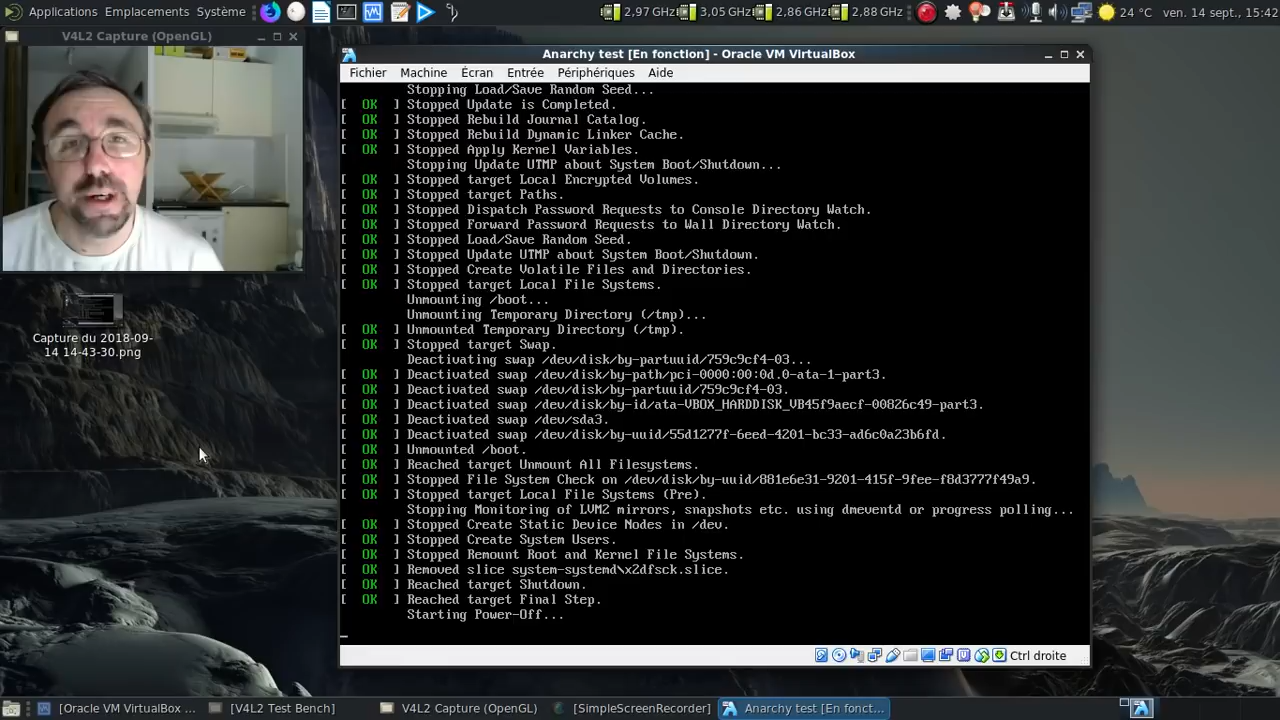 Applications Emplacements Système
2,97 GHz 3,05 GHz 2,86 GHz 2,88 GHz
24 °C ven. 14 sept., 15:42
V4L2 Capture (OpenGL)
Capture du 2018-09-
14 14-43-30.png
Anarchy test [En fonction] - Oracle VM VirtualBox
Fichier Machine Écran Entrée Périphériques Aide
Stopping Load/Save Random Seed...
[ OK ] Stopped Update is Completed.
[ OK ] Stopped Rebuild Journal Catalog.
[ OK ] Stopped Rebuild Dynamic Linker Cache.
[ OK ] Stopped Apply Kernel Variables.
Stopping Update UTMP about System Boot/Shutdown...
[ OK ] Stopped target Local Encrypted Volumes.
[ OK ] Stopped target Paths.
[ OK ] Stopped Dispatch Password Requests to Console Directory Watch.
[ OK ] Stopped Forward Password Requests to Wall Directory Watch.
[ OK ] Stopped Load/Save Random Seed.
[ OK ] Stopped Update UTMP about System Boot/Shutdown.
[ OK ] Stopped Create Volatile Files and Directories.
[ OK ] Stopped target Local File Systems.
Unmounting /boot...
Unmounting Temporary Directory (/tmp)...
[ OK ] Unmounted Temporary Directory (/tmp).
[ OK ] Stopped target Swap.
Deactivating swap /dev/disk/by-partuuid/759c9cf4-03...
[ OK ] Deactivated swap /dev/disk/by-path/pci-0000:00:0d.0-ata-1-part3.
[ OK ] Deactivated swap /dev/disk/by-partuuid/759c9cf4-03.
[ OK ] Deactivated swap /dev/disk/by-id/ata-VBOX_HARDDISK_VB45f9aecf-00826c49-part3.
[ OK ] Deactivated swap /dev/sda3.
[ OK ] Deactivated swap /dev/disk/by-uuid/55d1277f-6eed-4201-bc33-ad6c0a23b6fd.
[ OK ] Unmounted /boot.
[ OK ] Reached target Unmount All Filesystems.
[ OK ] Stopped File System Check on /dev/disk/by-uuid/881e6e31-9201-415f-9fee-f8d3777f49a9.
[ OK ] Stopped target Local File Systems (Pre).
Stopping Monitoring of LVM2 mirrors, snapshots etc. using dmeventd or progress polling...
[ OK ] Stopped Create Static Device Nodes in /dev.
[ OK ] Stopped Create System Users.
[ OK ] Stopped Remount Root and Kernel File Systems.
[ OK ] Removed slice system-systemd\x2dfsck.slice.
[ OK ] Reached target Shutdown.
[ OK ] Reached target Final Step.
Starting Power-Off...
Ctrl droite
[Oracle VM VirtualBox ... [V4L2 Test Bench] V4L2 Capture (OpenGL) [SimpleScreenRecorder] Anarchy test [En fonct...